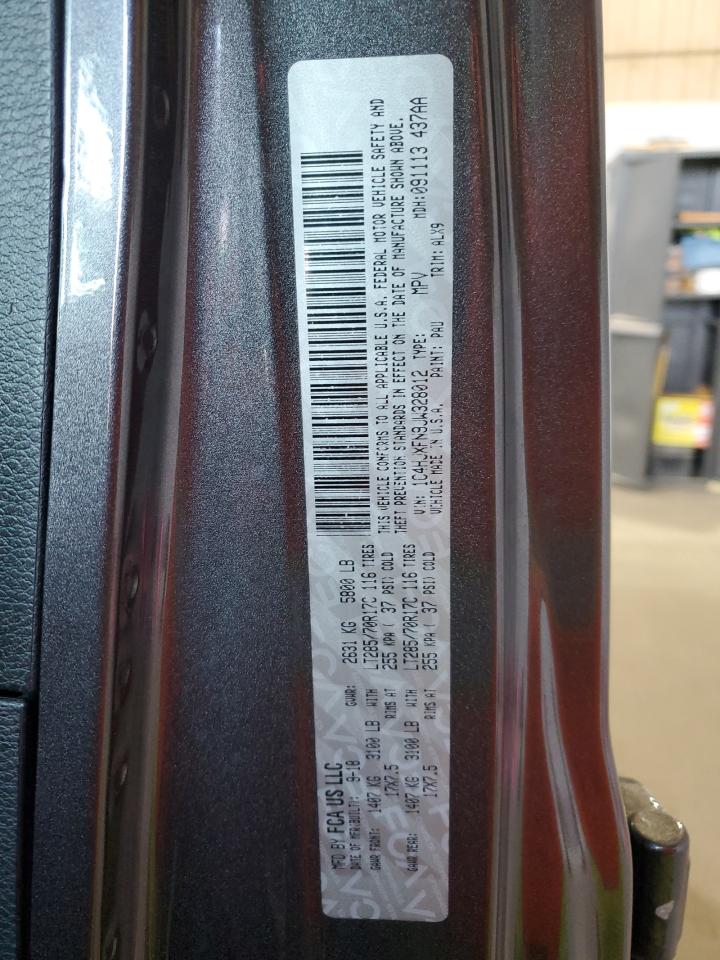 MFD BY FCA US LLC
DATE OF MFR(BUILT): 9-18 GVWR: 2631 KG 5800 LB
GAWR FRONT: 1407 KG 3100 LB WITH LT285/70R17C 116 TIRES
17X7.5 RIMS AT 255 KPA ( 37 PSI) COLD
GAWR REAR: 1407 KG 3100 LB WITH LT285/70R17C 116 TIRES
17X7.5 RIMS AT 255 KPA ( 37 PSI) COLD
THIS VEHICLE CONFORMS TO ALL APPLICABLE U.S.A. FEDERAL MOTOR VEHICLE SAFETY AND
THEFT PREVENTION STANDARDS IN EFFECT ON THE DATE OF MANUFACTURE SHOWN ABOVE.
VIN: 1C4HJXFN9JW328012 TYPE: MPV MDH:091113 437AA
VEHICLE MADE IN U.S.A. PAINT: PAU TRIM: ALX9